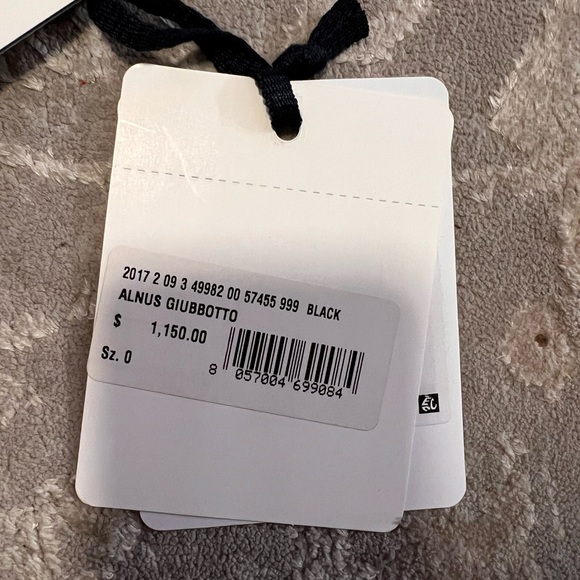 2017 2 09 3 49982 00 57455 999 BLACK
ALNUS GIUBBOTTO
$ 1,150.00
Sz. 0
8 057004 699084